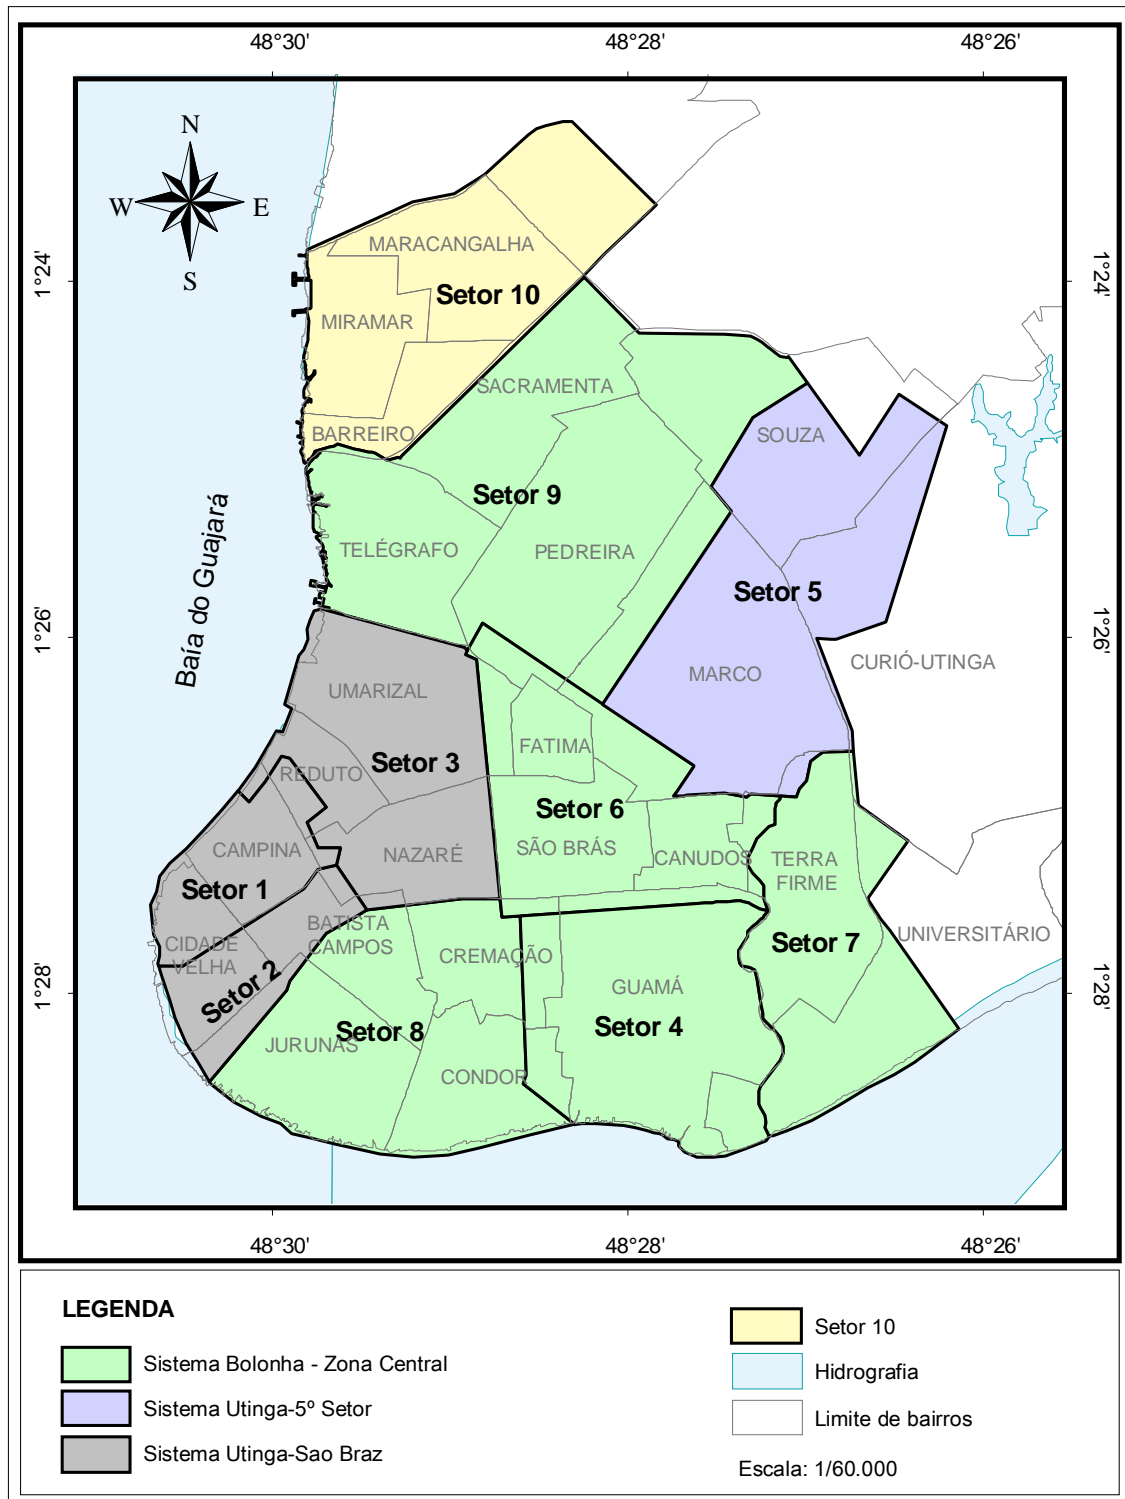 48°30' 48°28' 48°26'
N
W E
S
1°24' 1°24'
MARACANGALHA
Setor 10
MIRAMAR
SACRAMENTA
BARREIRO
SOUZA
Setor 9
TELÉGRAFO
PEDREIRA
Baía do Guajará
Setor 5
1°26' 1°26'
CURIÓ-UTINGA
MARCO
UMARIZAL
FATIMA
Setor 3
REDUTO
Setor 6
SÃO BRÁS
CAMPINA
NAZARÉ
CANUDOS
TERRA
FIRME
Setor 1
BATISTA
CAMPOS
CIDADE
VELHA
CREMAÇÃO
Setor 7
UNIVERSITÁRIO
Setor 2
GUAMÁ
1°28' 1°28'
Setor 8
Setor 4
JURUNAS
CONDOR
48°30' 48°28' 48°26'
LEGENDA
Sistema Bolonha - Zona Central
Sistema Utinga-5º Setor
Sistema Utinga-Sao Braz
Setor 10
Hidrografia
Limite de bairros
Escala: 1/60.000